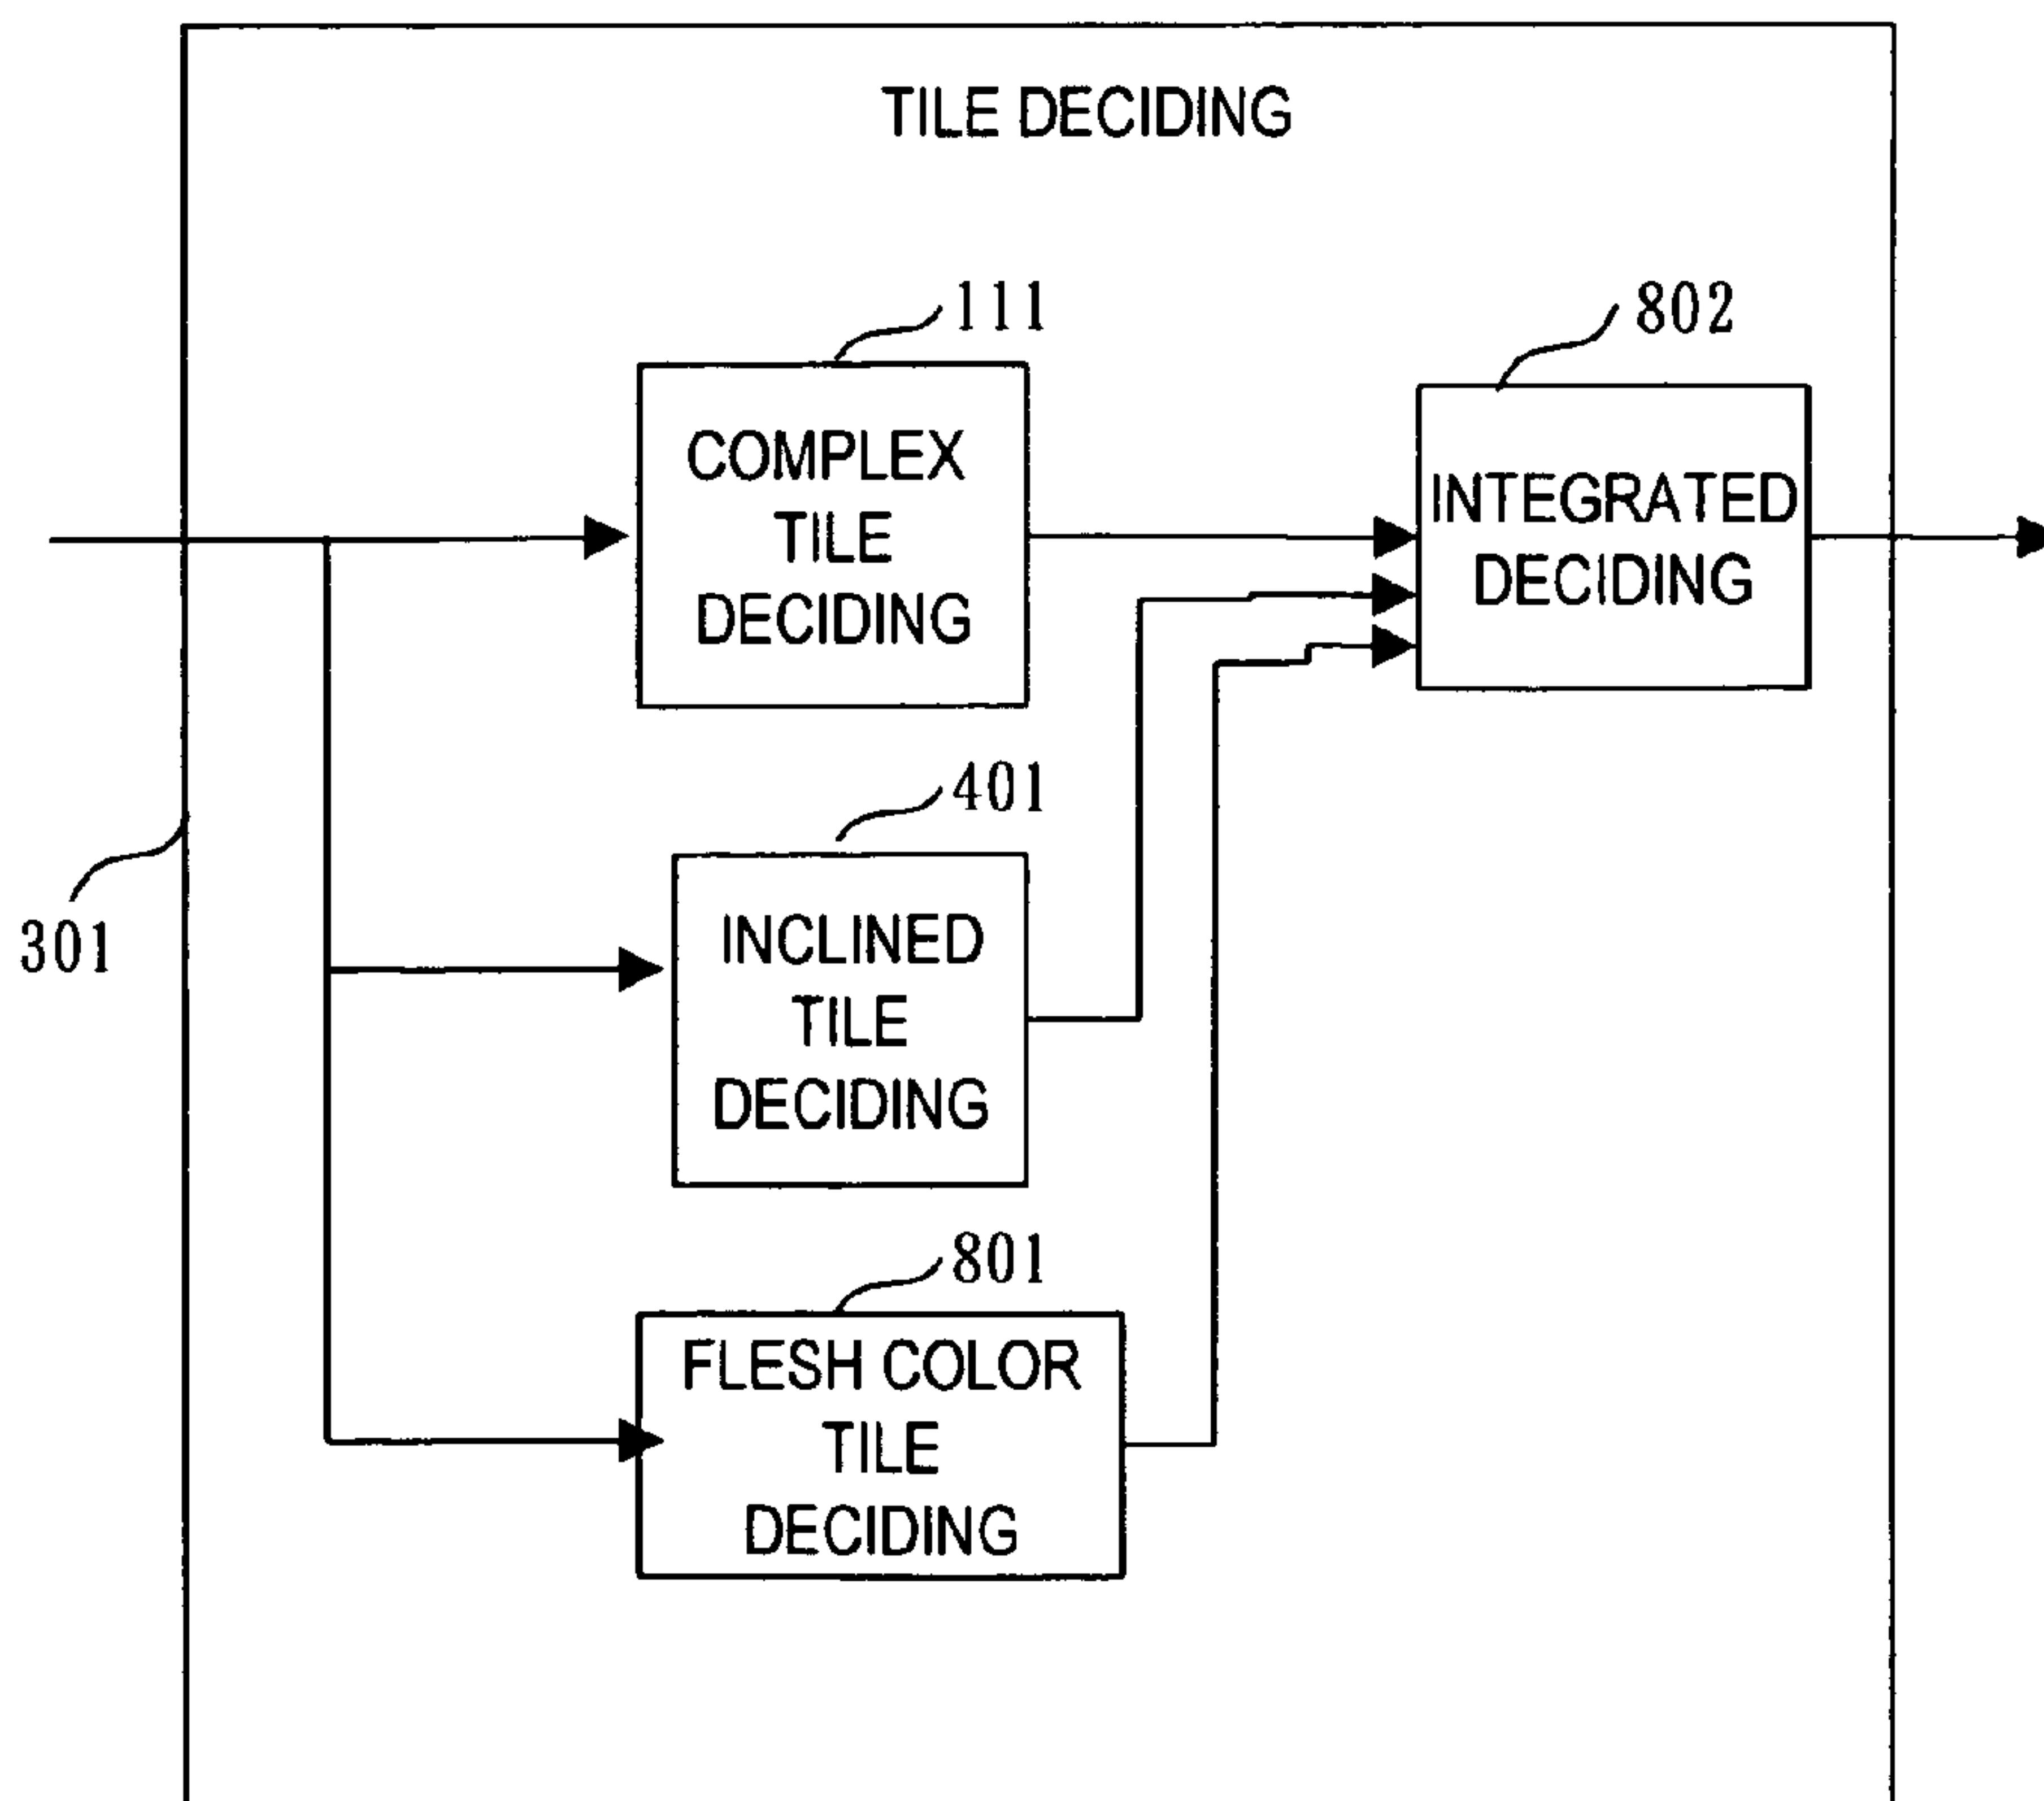 TILE DECIDING
111
802
COMPLEX
TILE
DECIDING
INTEGRATED
DECIDING
401
301
INCLINED
TILE
DECIDING
801
FLESH COLOR
TILE
DECIDING